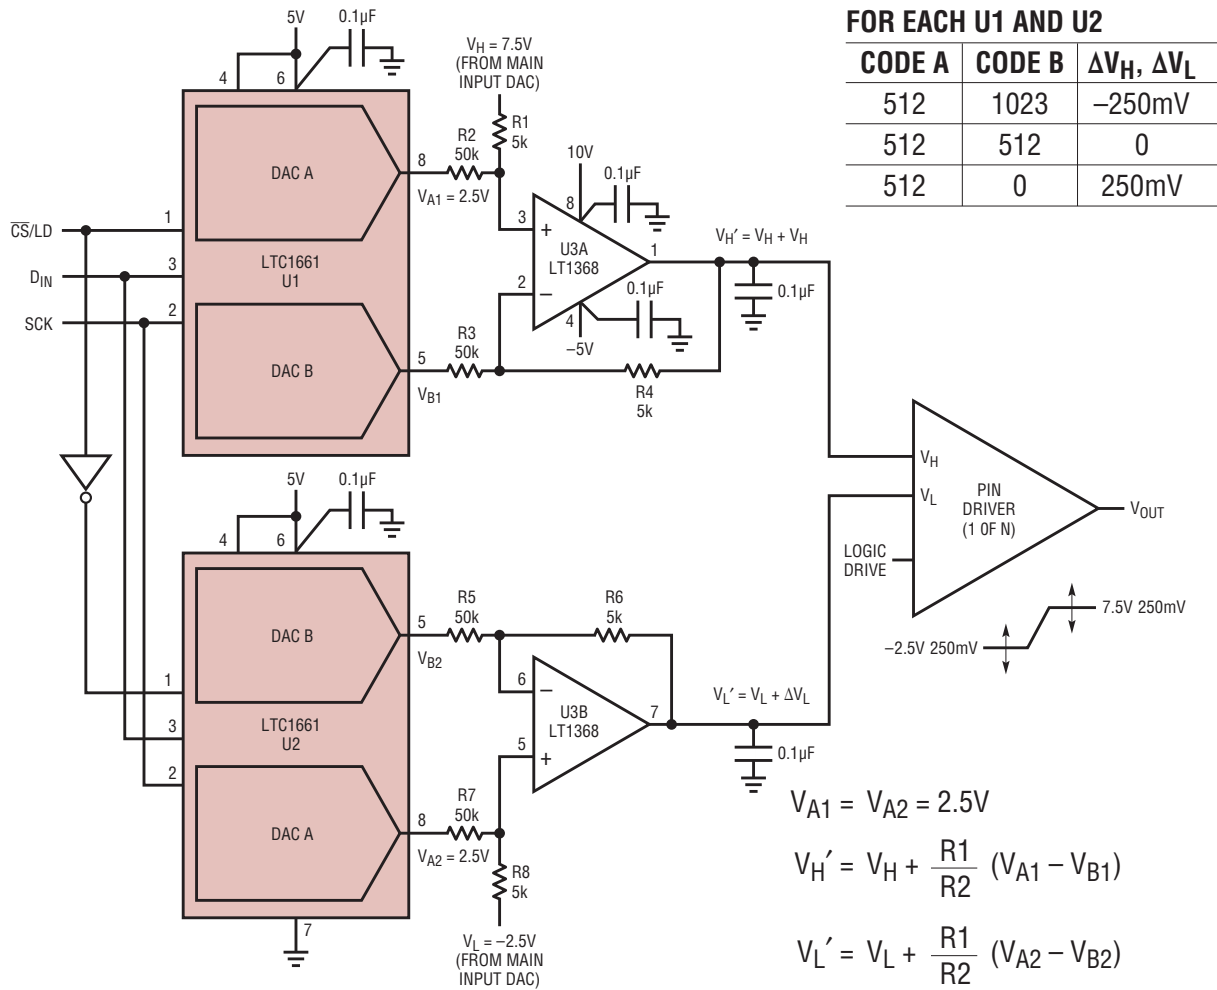 FOR EACH U1 AND U2
CODE A CODE B ΔVH, ΔVL
512 1023 –250mV
512 512 0
512 0 250mV
5V
0.1µF
4
6
DAC A
LTC1661
U1
DAC B
CS/LD
DIN
SCK
1
3
2
8
VA1 = 2.5V
R2
50k
VH = 7.5V
(FROM MAIN
INPUT DAC)
R1
5k
10V
0.1µF
8
3
+
U3A
LT1368
2
–
1
4
–5V
0.1µF
VH′ = VH + VH
0.1µF
5
VB1
R3
50k
R4
5k
VH
VL
PIN
DRIVER
(1 0F N)
LOGIC
DRIVE
VOUT
7.5V 250mV
–2.5V 250mV
5V
0.1µF
4
6
DAC B
LTC1661
U2
DAC A
1
3
2
5
VB2
R5
50k
R6
5k
6
–
U3B
LT1368
5
+
7
VL′ = VL + ΔVL
0.1µF
8
VA2 = 2.5V
R7
50k
R8
5k
VL = –2.5V
(FROM MAIN
INPUT DAC)
7
VA1 = VA2 = 2.5V
VH′ = VH + R1/R2 (VA1 – VB1)
VL′ = VL + R1/R2 (VA2 – VB2)